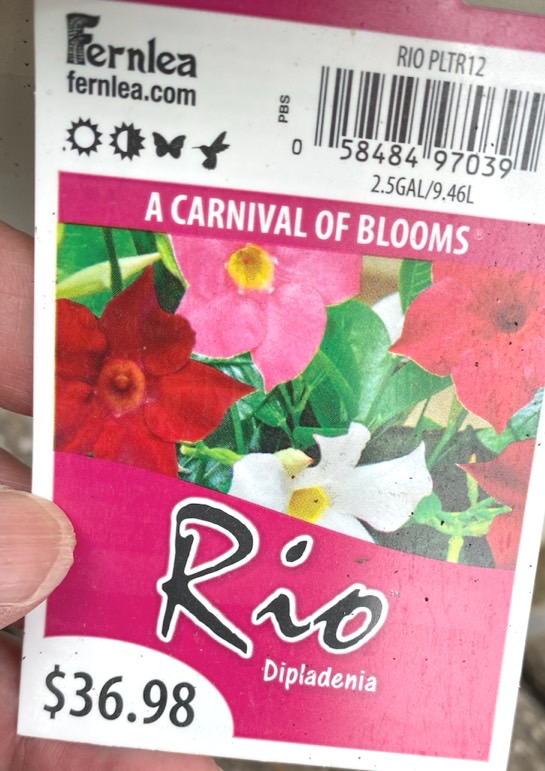 Fernlea
fernlea.com
RIO PLTR12
PBS
0 58484 97039
2.5GAL/9.46L
A CARNIVAL OF BLOOMS®
Rio
Dipladenia
$36.98